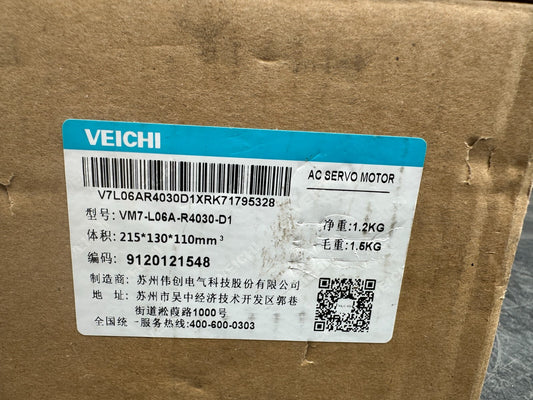 VEICHI
AC SERVO MOTOR
V7L06AR4030D1XRK71795328
型号: VM7-L06A-R4030-D1
净重:1.2KG
体积: 215*130*110mm³
毛重:1.5KG
编码: 9120121548
制造商: 苏州伟创电气科技股份有限公司
地 址: 苏州市吴中经济技术开发区郭巷
街道淞葭路1000号
全国统一服务热线:400-600-0303